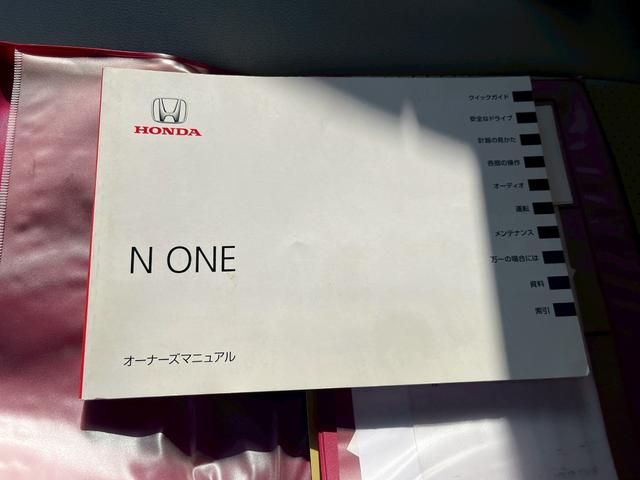 HONDA
N ONE
オーナーズマニュアル
クイックガイド
安全なドライブ
計器の見かた
各部の操作
オーディオ
運転
メンテナンス
万一の場合には
資料
索引